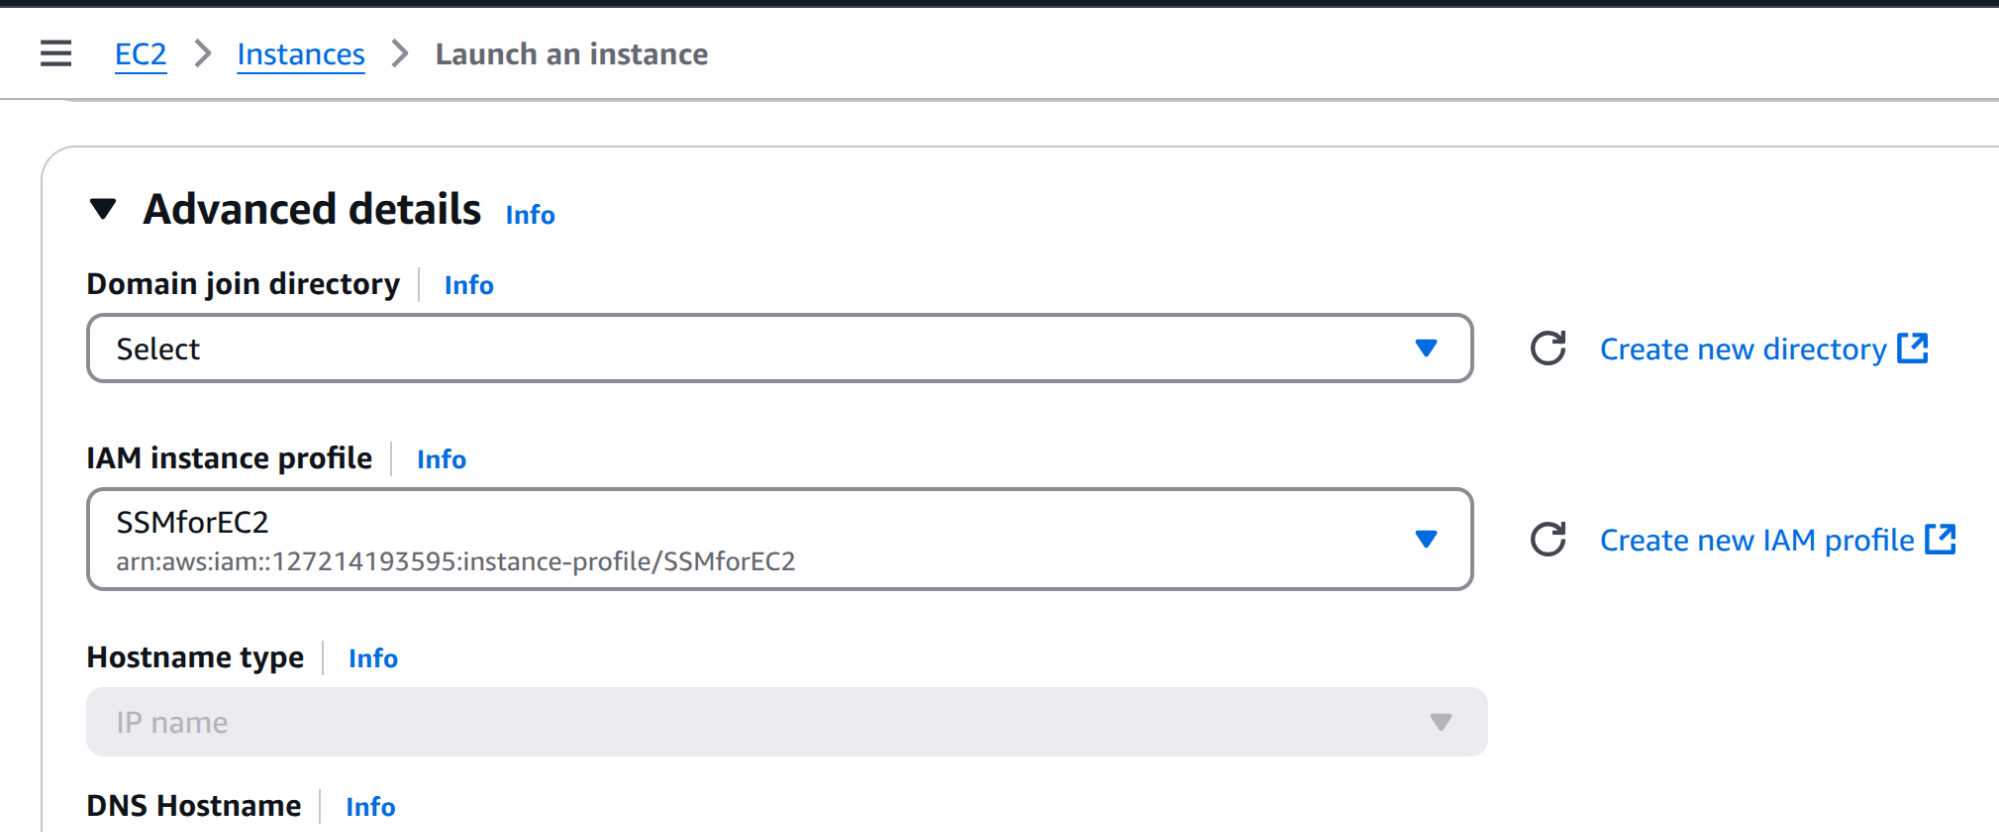 EC2 Instances Launch an instance
Advanced details Info
Domain join directory Info
Select
Create new directory
IAM instance profile Info
SSMforEC2
arn:aws:iam::127214193595:instance-profile/SSMforEC2
Create new IAM profile
Hostname type Info
IP name
DNS Hostname Info